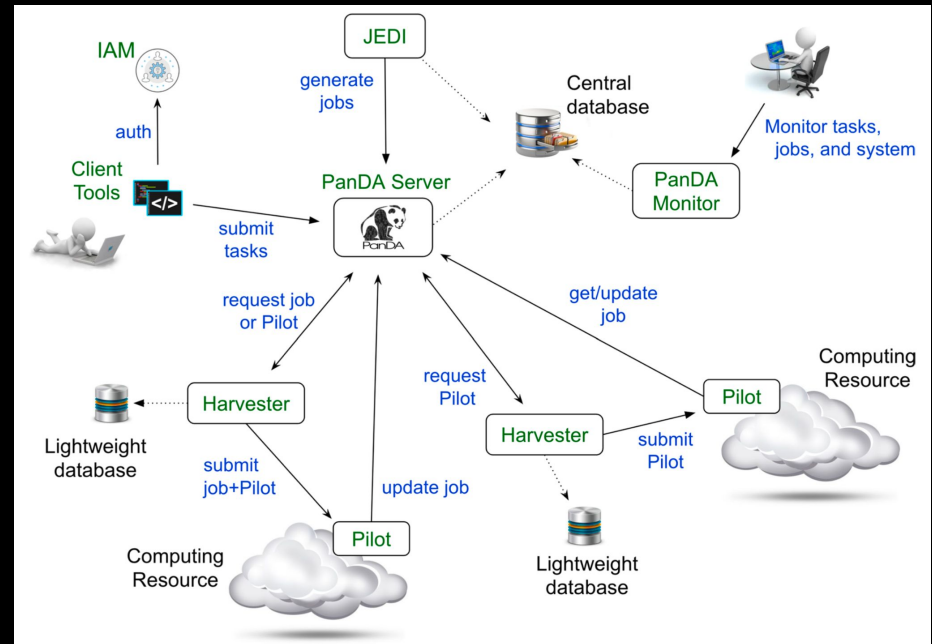 IAM
JEDI
generate
jobs
Central
database
auth
Monitor tasks,
jobs, and system
Client
Tools
</>
PanDA Server
PanDA
PanDA
Monitor
submit
tasks
request job
or Pilot
get/update
job
request
Pilot
Computing
Resource
Pilot
Harvester
Harvester
submit
Pilot
Lightweight
database
submit
job+Pilot
update job
Pilot
Computing
Resource
Lightweight
database